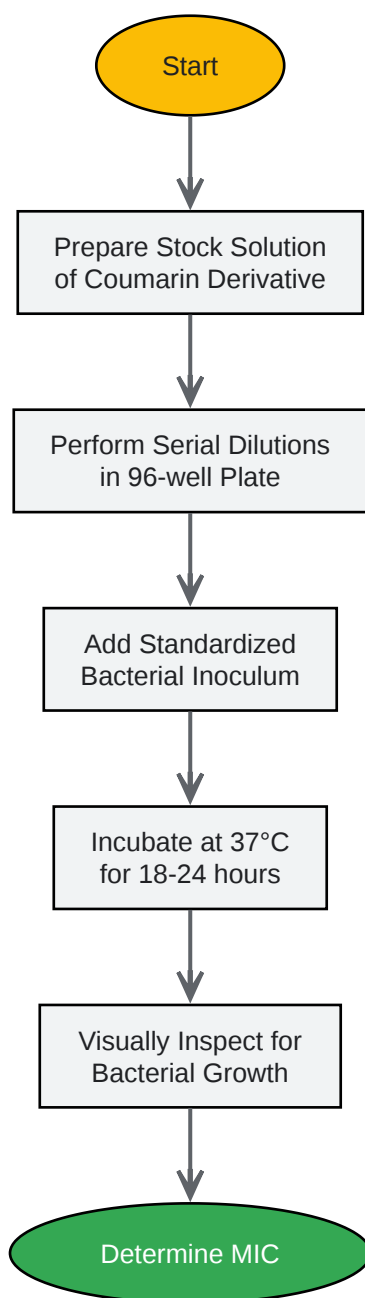 Start
Prepare Stock Solution
of Coumarin Derivative
Perform Serial Dilutions
in 96-well Plate
Add Standardized
Bacterial Inoculum
Incubate at 37°C
for 18-24 hours
Visually Inspect for
Bacterial Growth
Determine MIC